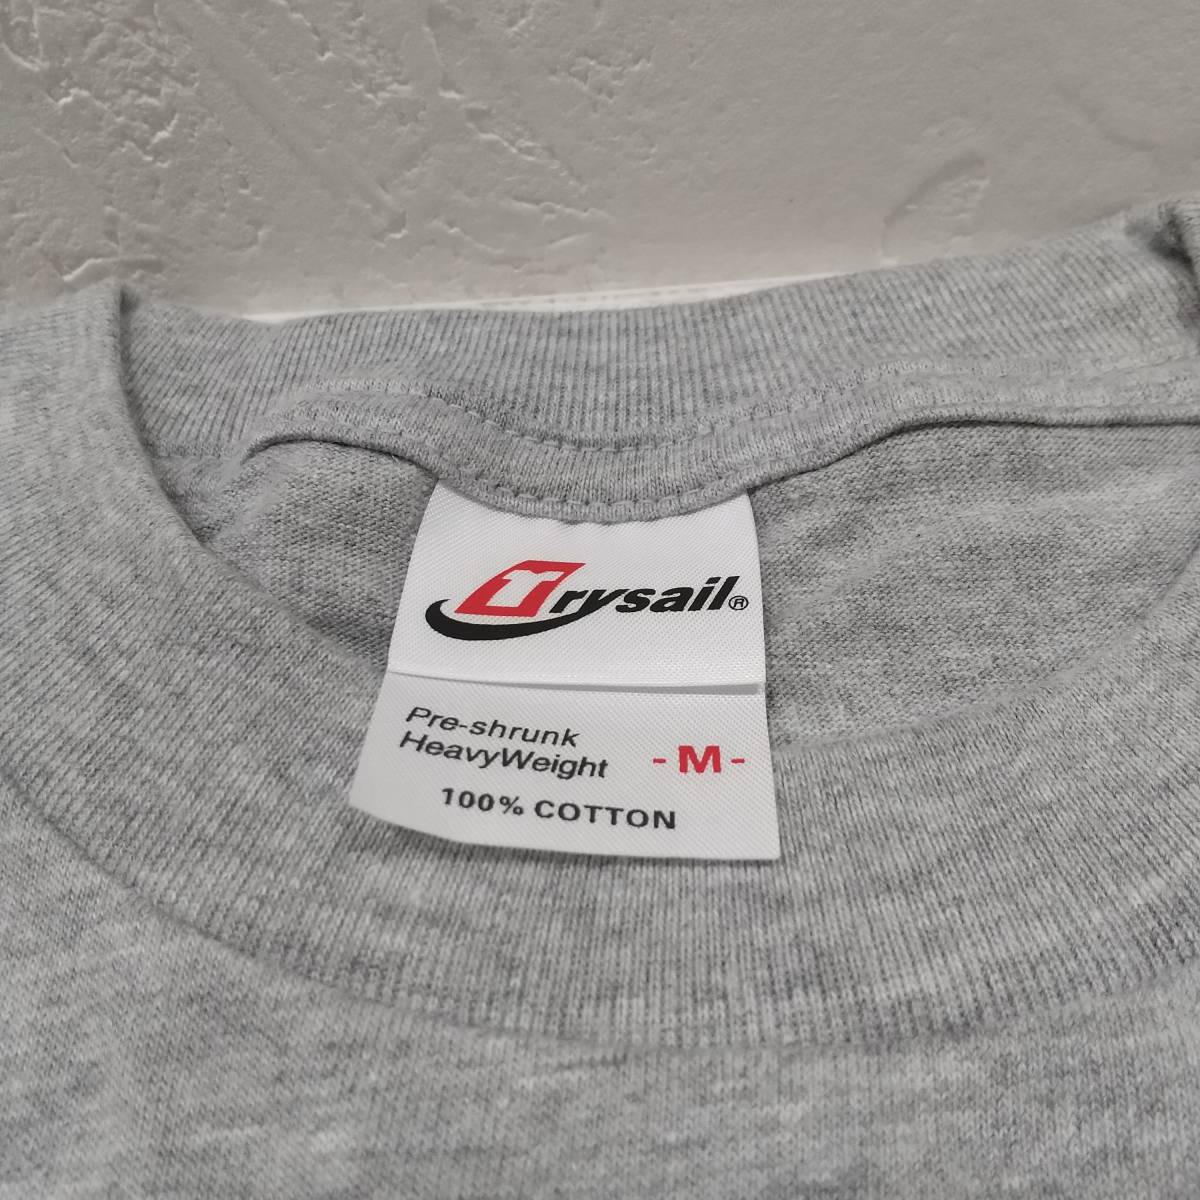 Trysail®
Pre-shrunk
HeavyWeight
-M-
100% COTTON